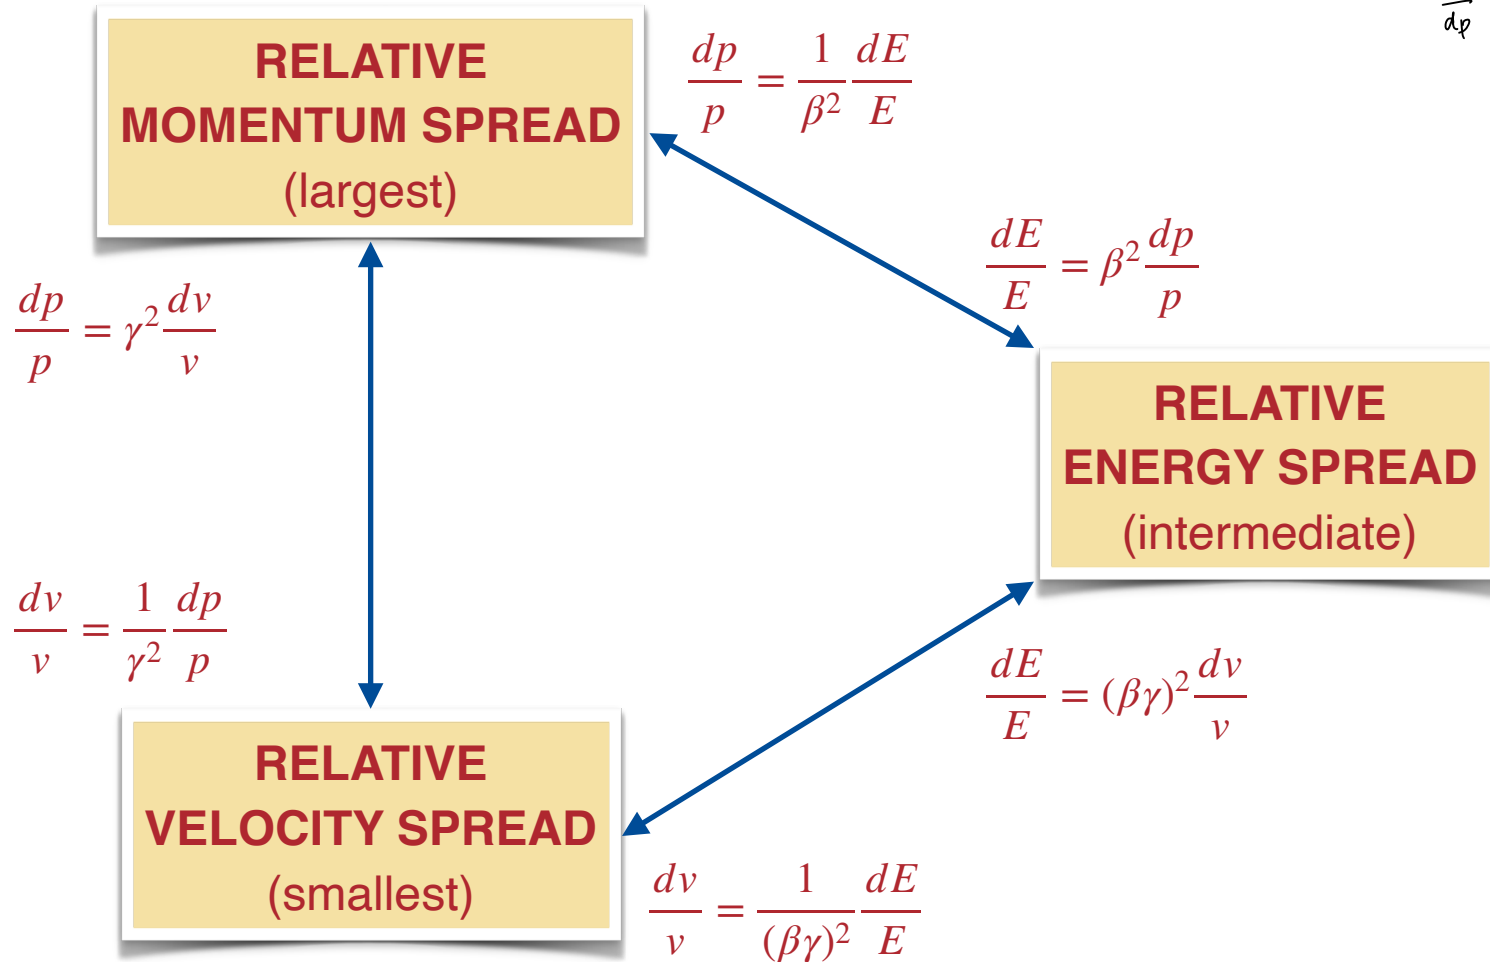 RELATIVE
MOMENTUM SPREAD
(largest)
dp/p = 1/β² dE/E
dp
dE/E = β² dp/p
dp/p = γ² dv/v
RELATIVE
ENERGY SPREAD
(intermediate)
dv/v = 1/γ² dp/p
dE/E = (βγ)² dv/v
RELATIVE
VELOCITY SPREAD
(smallest)
dv/v = 1/(βγ)² dE/E